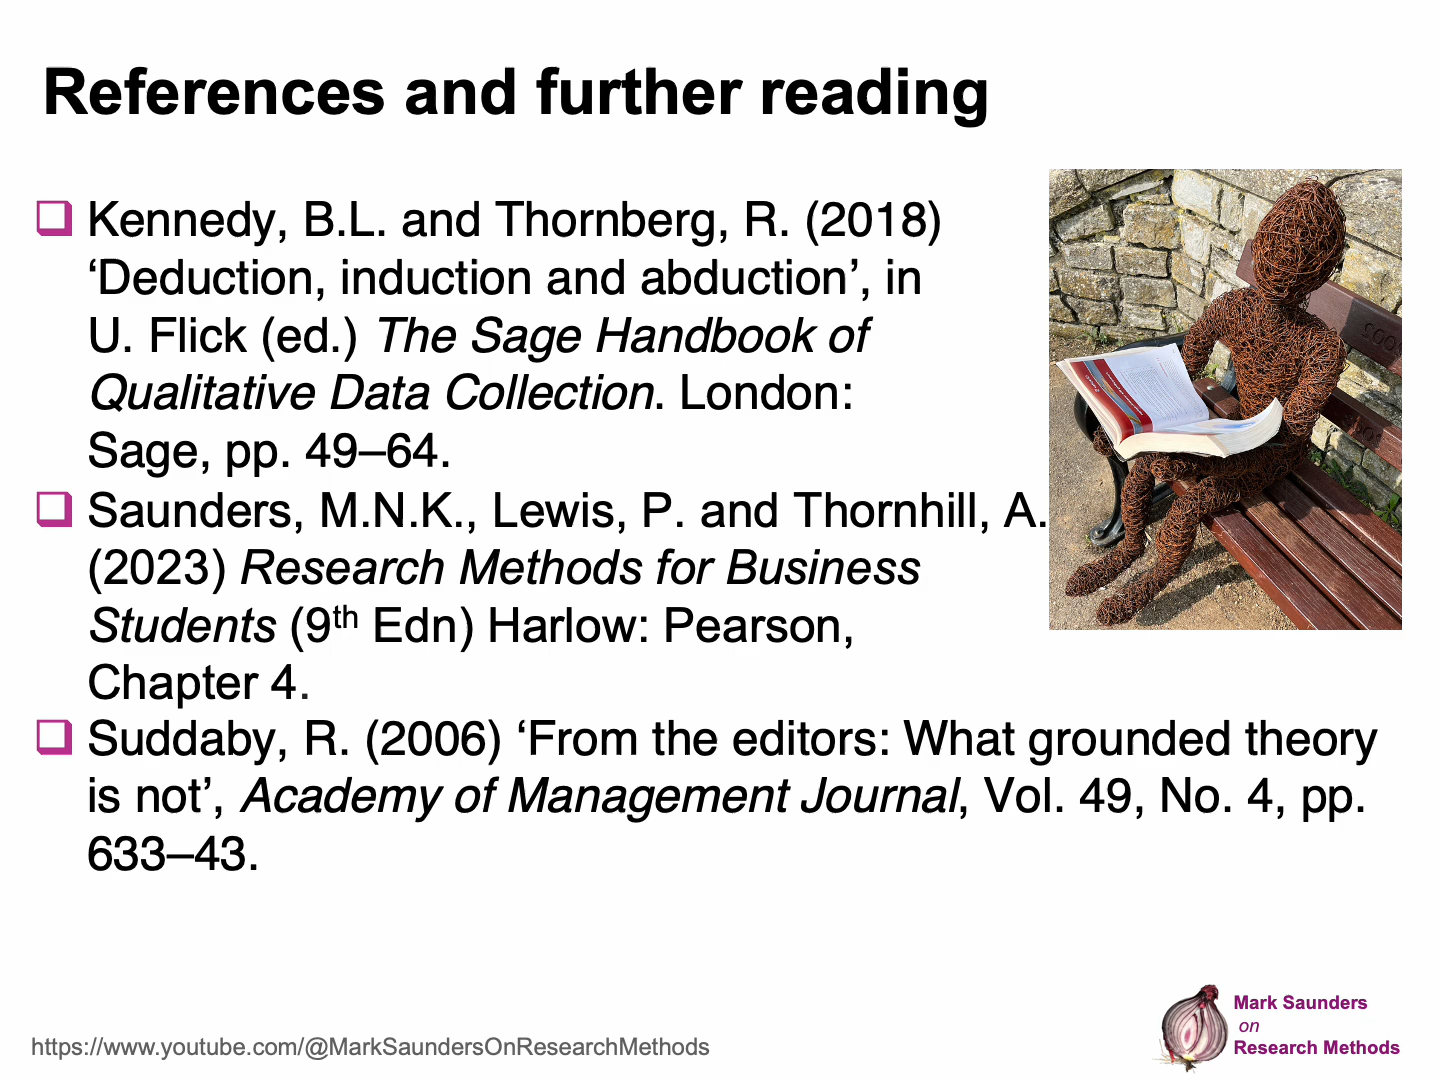 References and further reading
Kennedy, B.L. and Thornberg, R. (2018)
‘Deduction, induction and abduction’, in
U. Flick (ed.) The Sage Handbook of
Qualitative Data Collection. London:
Sage, pp. 49–64.
Saunders, M.N.K., Lewis, P. and Thornhill, A.
(2023) Research Methods for Business
Students (9th Edn) Harlow: Pearson,
Chapter 4.
Suddaby, R. (2006) ‘From the editors: What grounded theory
is not’, Academy of Management Journal, Vol. 49, No. 4, pp.
633–43.
https://www.youtube.com/@MarkSaundersOnResearchMethods
Mark Saunders
on
Research Methods